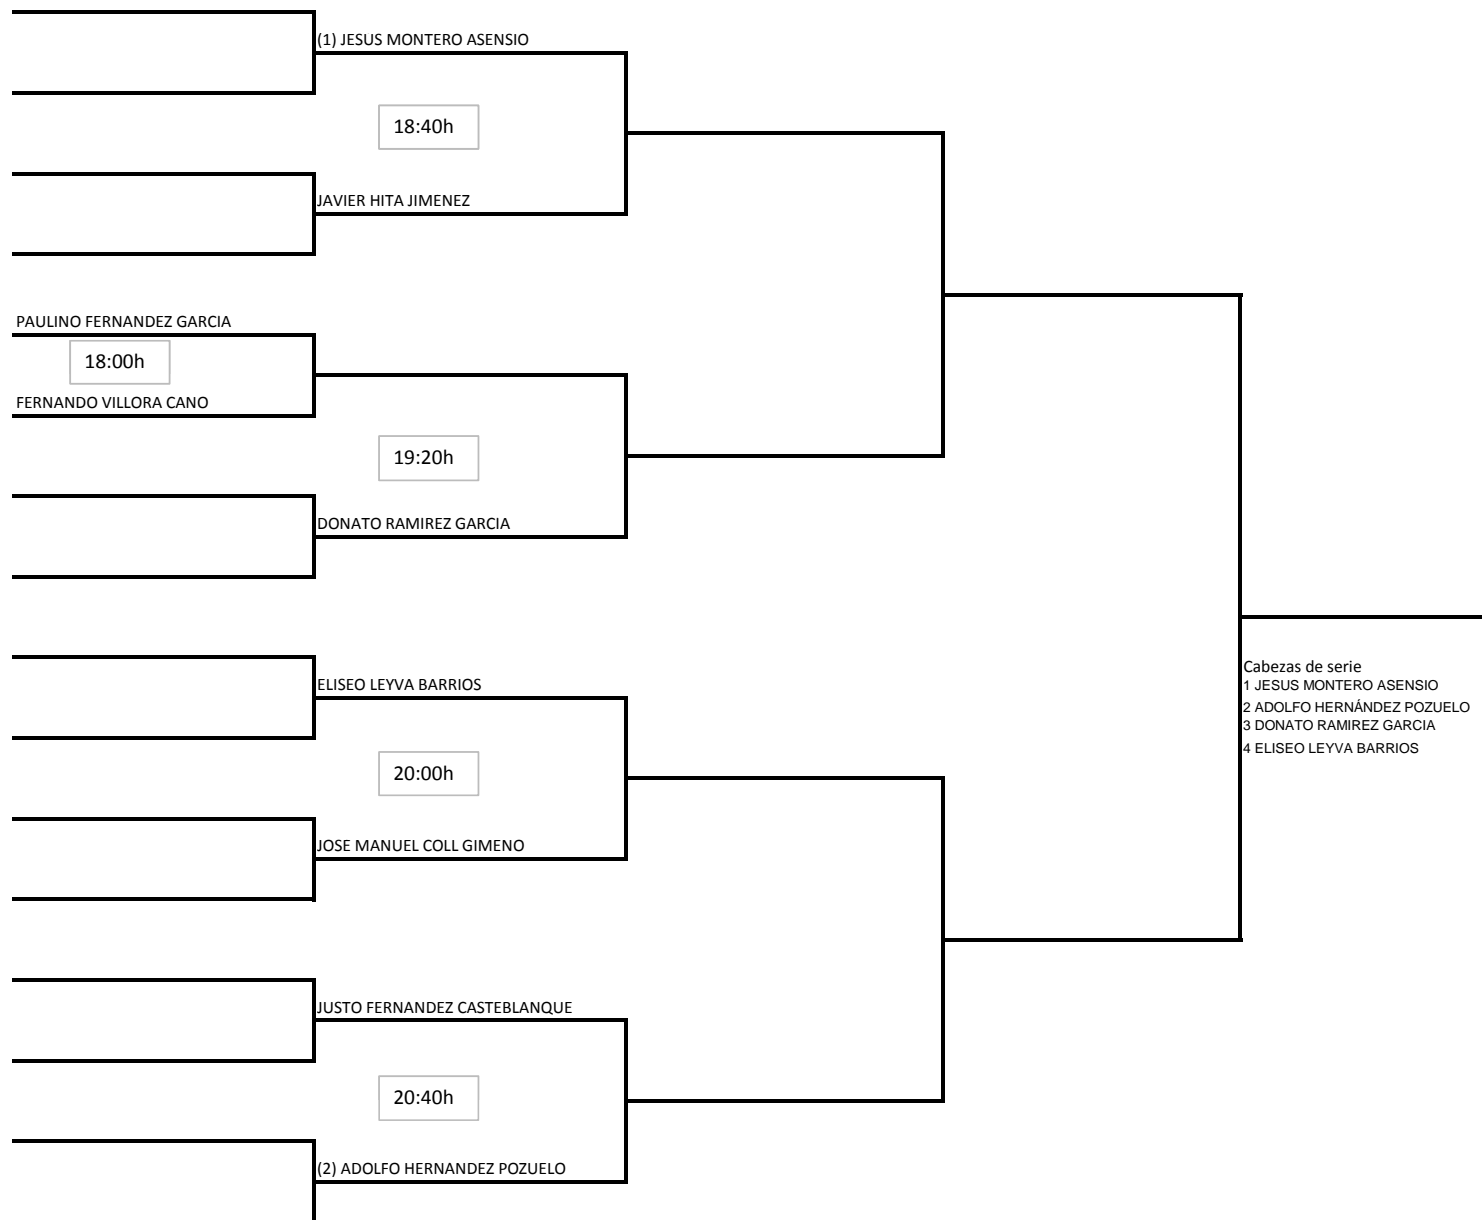 (1) JESUS MONTERO ASENSIO
18:40h
JAVIER HITA JIMENEZ
PAULINO FERNANDEZ GARCIA
18:00h
FERNANDO VILLORA CANO
19:20h
DONATO RAMIREZ GARCIA
ELISEO LEYVA BARRIOS
20:00h
JOSE MANUEL COLL GIMENO
JUSTO FERNANDEZ CASTEBLANQUE
20:40h
(2) ADOLFO HERNANDEZ POZUELO
Cabezas de serie
1 JESUS MONTERO ASENSIO
2 ADOLFO HERNÁNDEZ POZUELO
3 DONATO RAMIREZ GARCIA
4 ELISEO LEYVA BARRIOS